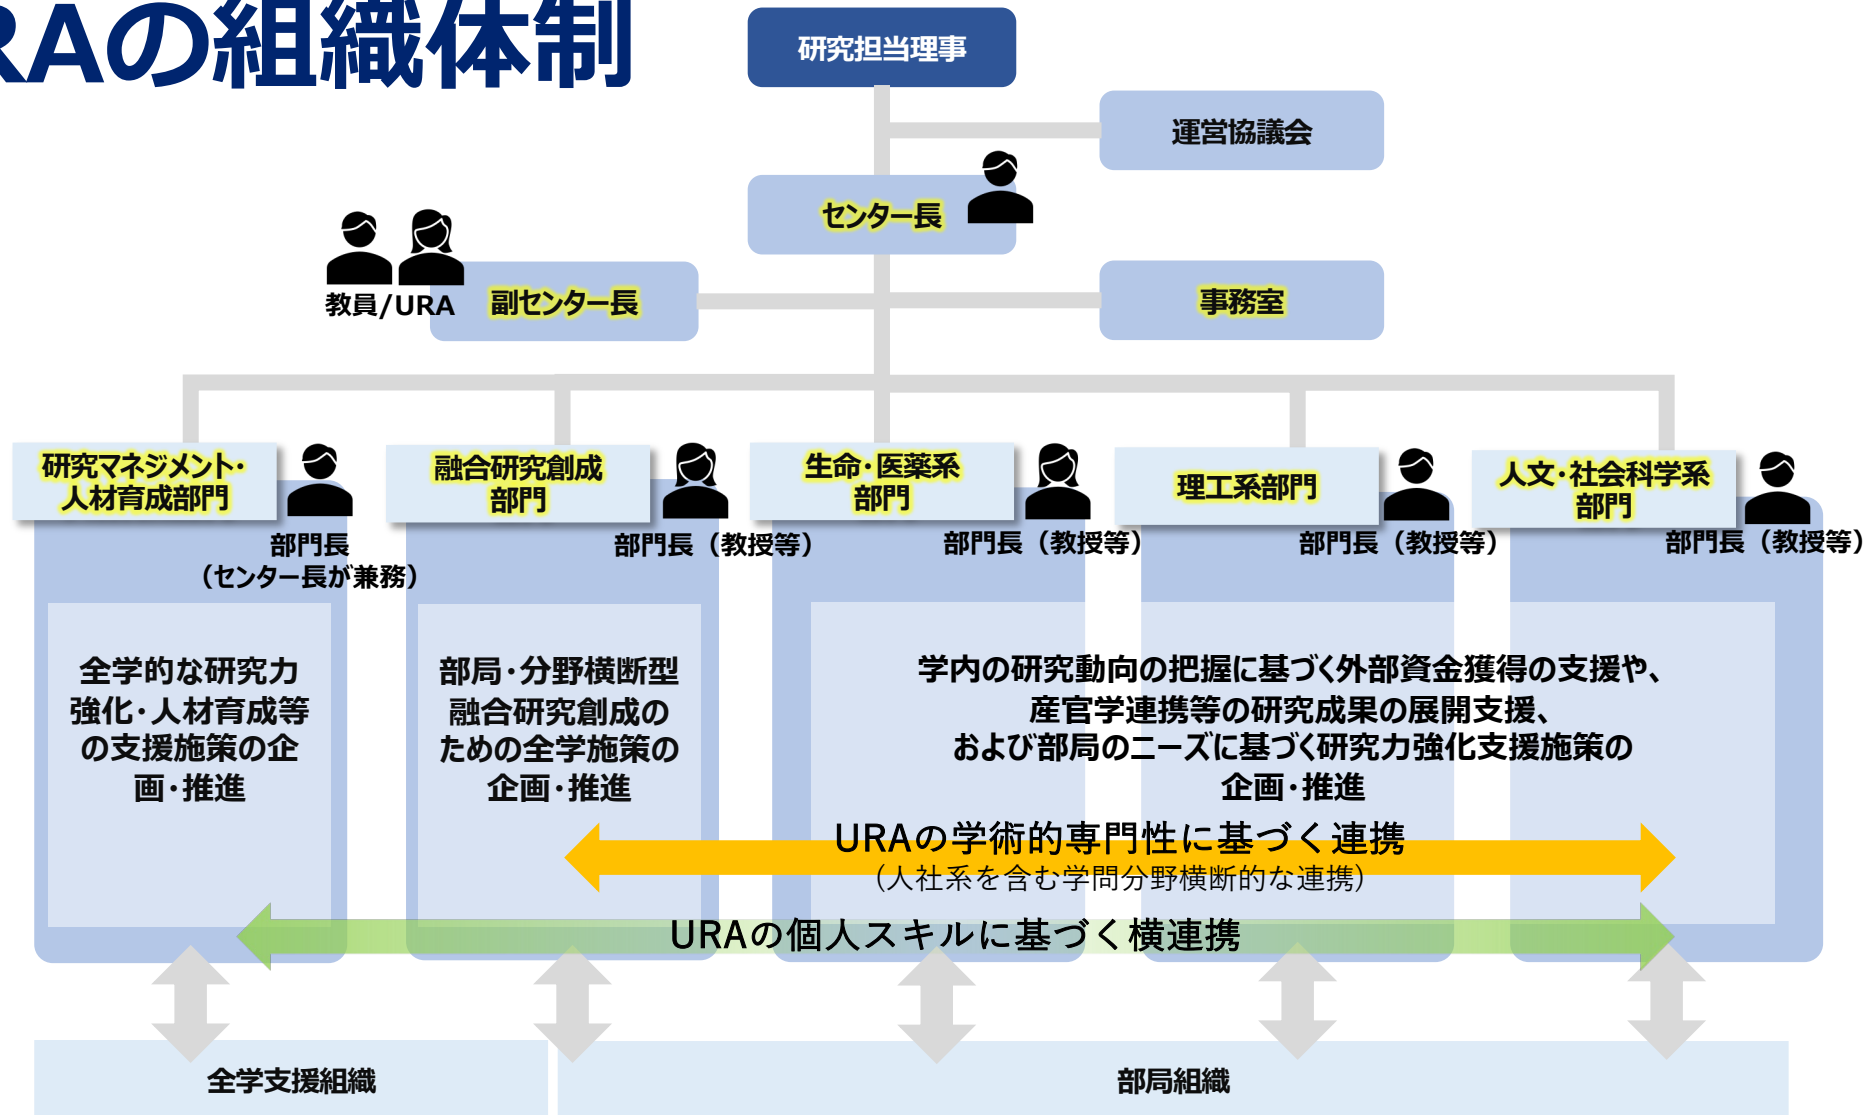 RAの組織体制
研究担当理事
運営協議会
センター長
教員/URA
副センター長
事務室
研究マネジメント・
人材育成部門
部門長
（センター長が兼務）
融合研究創成
部門
部門長（教授等）
生命・医薬系
部門
部門長（教授等）
理工系部門
部門長（教授等）
人文・社会科学系
部門
部門長（教授等）
全学的な研究力
強化・人材育成等
の支援施策の企
画・推進
部局・分野横断型
融合研究創成の
ための全学施策の
企画・推進
学内の研究動向の把握に基づく外部資金獲得の支援や、
産官学連携等の研究成果の展開支援、
および部局のニーズに基づく研究力強化支援施策の
企画・推進
URAの学術的専門性に基づく連携
（人社系を含む学問分野横断的な連携）
URAの個人スキルに基づく横連携
全学支援組織
部局組織